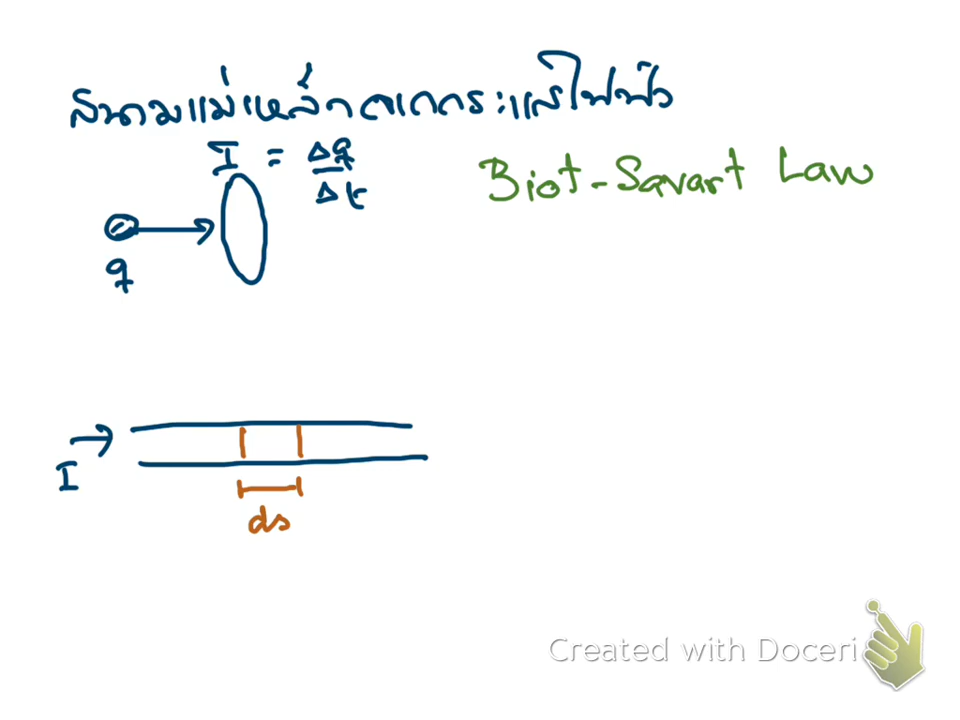 สนามแม่เหล็กจากกระแสไฟฟ้า
I = Δq / Δt
Biot-Savart Law
q
I
ds
Created with Doceri